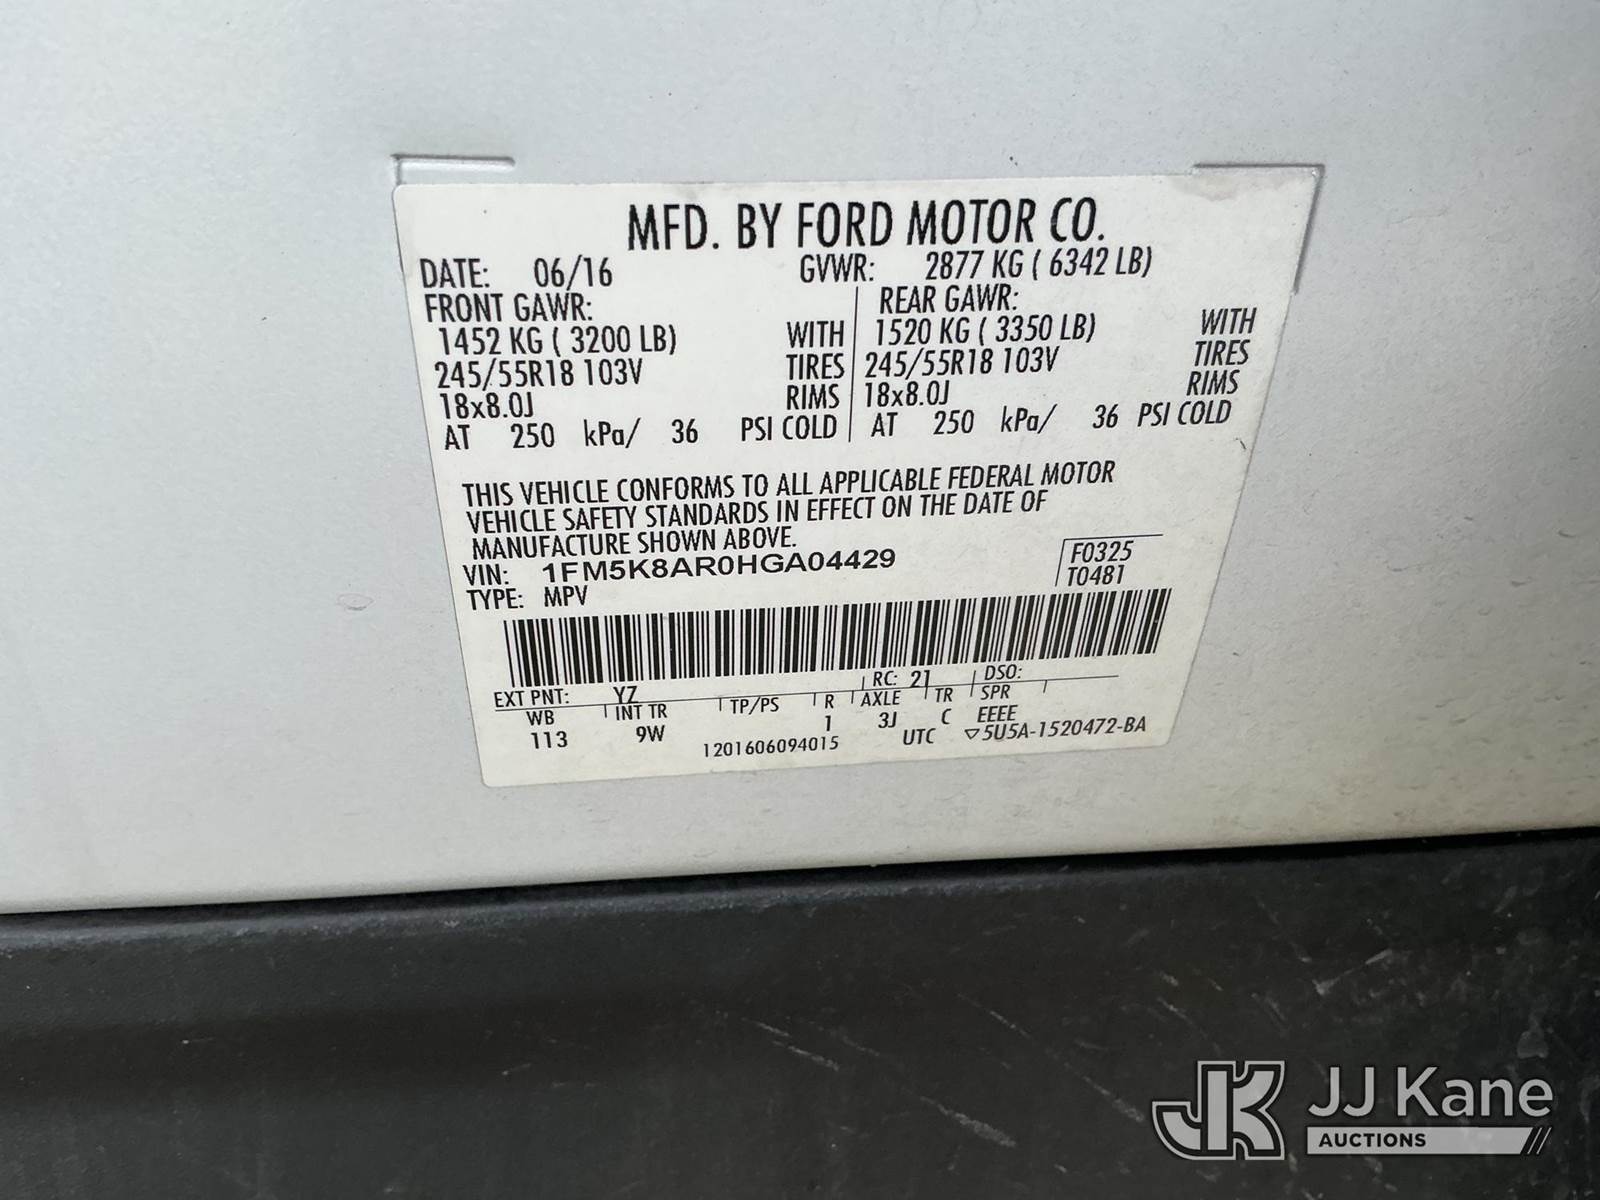 MFD. BY FORD MOTOR CO.
DATE: 06/16 GVWR: 2877 KG ( 6342 LB)
FRONT GAWR: REAR GAWR:
1452 KG ( 3200 LB) WITH 1520 KG ( 3350 LB) WITH
245/55R18 103V TIRES 245/55R18 103V TIRES
18x8.0J RIMS 18x8.0J RIMS
AT 250 kPa/ 36 PSI COLD AT 250 kPa/ 36 PSI COLD
THIS VEHICLE CONFORMS TO ALL APPLICABLE FEDERAL MOTOR
VEHICLE SAFETY STANDARDS IN EFFECT ON THE DATE OF
MANUFACTURE SHOWN ABOVE.
VIN: 1FM5K8AR0HGA04429 F0325
TYPE: MPV T0481
EXT PNT: YZ RC: 21 DSO:
WB INT TR TP/PS R AXLE TR SPR
113 9W 1 3J C EEEE
1201606094015 UTC ▽5U5A-1520472-BA
JK JJ Kane
AUCTIONS